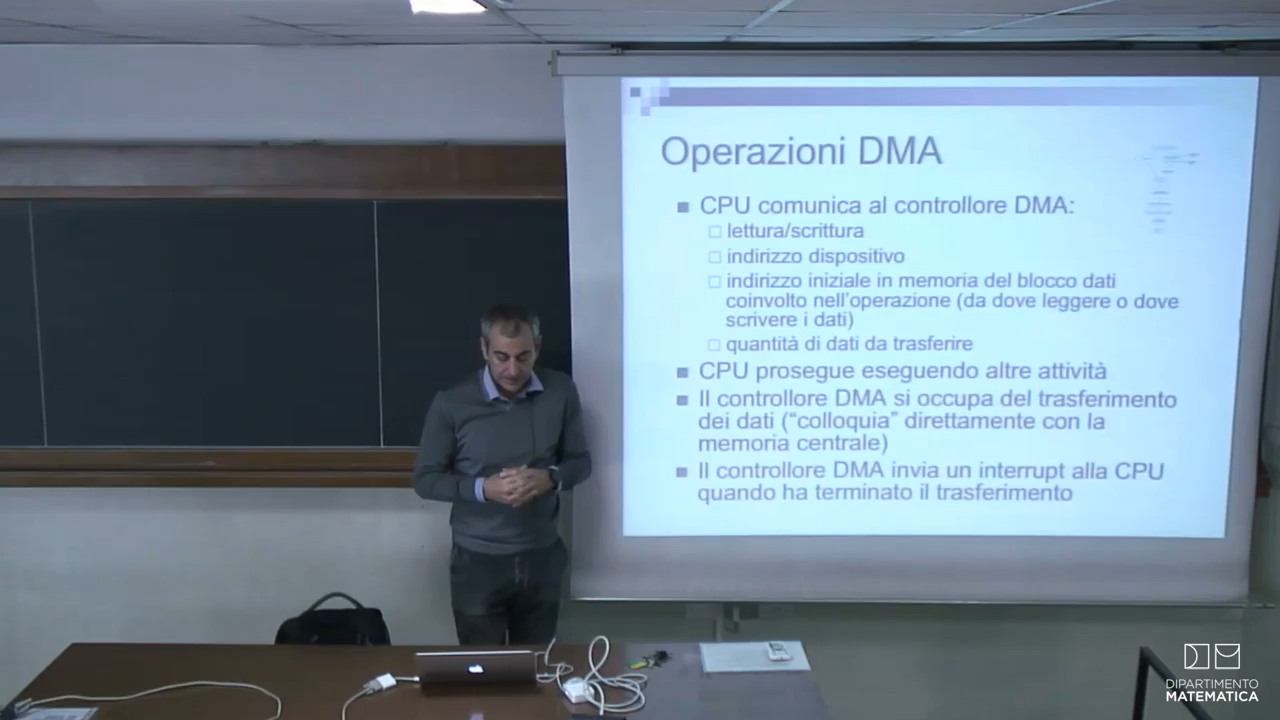 Operazioni DMA
CPU comunica al controllore DMA:
lettura/scrittura
indirizzo dispositivo
indirizzo iniziale in memoria del blocco dati
coinvolto nell'operazione (da dove leggere o dove
scrivere i dati)
quantità di dati da trasferire
CPU prosegue eseguendo altre attività
Il controllore DMA si occupa del trasferimento
dei dati ("colloquia" direttamente con la
memoria centrale)
Il controllore DMA invia un interrupt alla CPU
quando ha terminato il trasferimento
DIPARTIMENTO
MATEMATICA